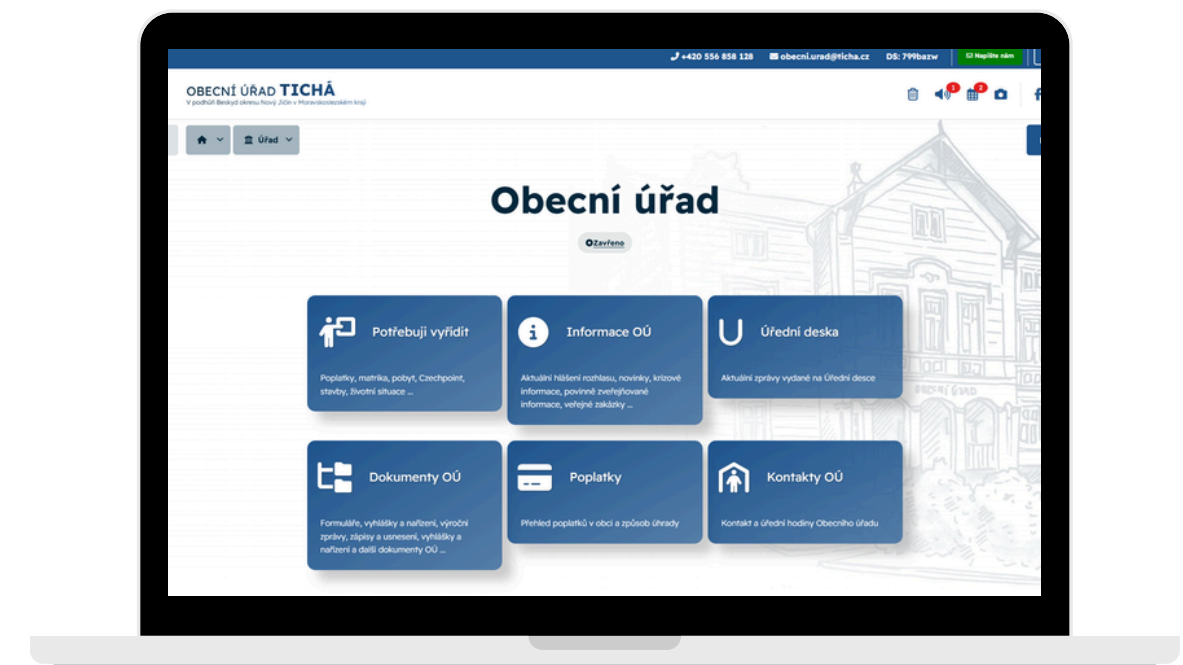 +420 556 858 128 obecni.urad@ticha.cz DS: 799bazw Napište nám
OBECNÍ ÚŘAD TICHÁ
V podhůří Beskyd okresu Nový Jičín v Moravskoslezském kraji
1 2
Úřad
Obecní úřad
Zavřeno
Potřebuji vyřídit
Poplatky, matrika, pobyt, Czechpoint,
stavby, životní situace ...
Informace OÚ
Aktuální hlášení rozhlasu, novinky, krizové
informace, povinně zveřejňované
informace, veřejné zakázky ...
Úřední deska
Aktuální zprávy vydané na Úřední desce
OBECNÍ ÚŘAD
Dokumenty OÚ
Formuláře, vyhlášky a nařízení, výroční
zprávy, zápisy a usnesení, vyhlášky a
nařízení a další dokumenty OÚ ...
Poplatky
Přehled poplatků v obci a způsob úhrady
Kontakty OÚ
Kontakt a úřední hodiny Obecního úřadu